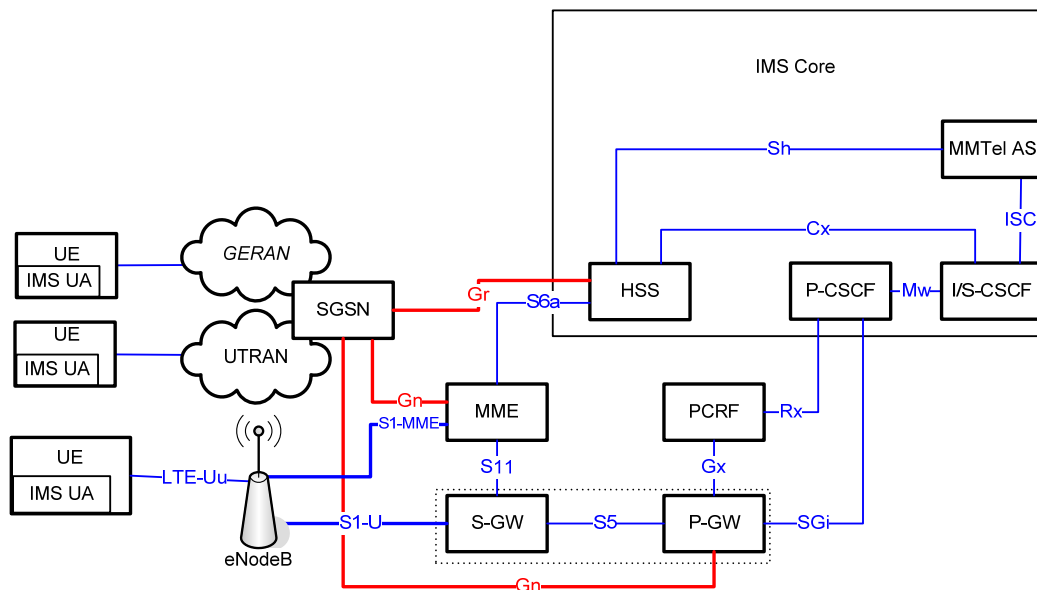 IMS Core
MMTel AS
Sh
ISC
Cx
UE
IMS UA
GERAN
HSS
P-CSCF
Mw
I/S-CSCF
Gr
S6a
SGSN
UE
IMS UA
UTRAN
Gn
MME
PCRF
Rx
S1-MME
UE
IMS UA
LTE-Uu
S11
Gx
S1-U
S-GW
S5
P-GW
SGi
eNodeB
Gn